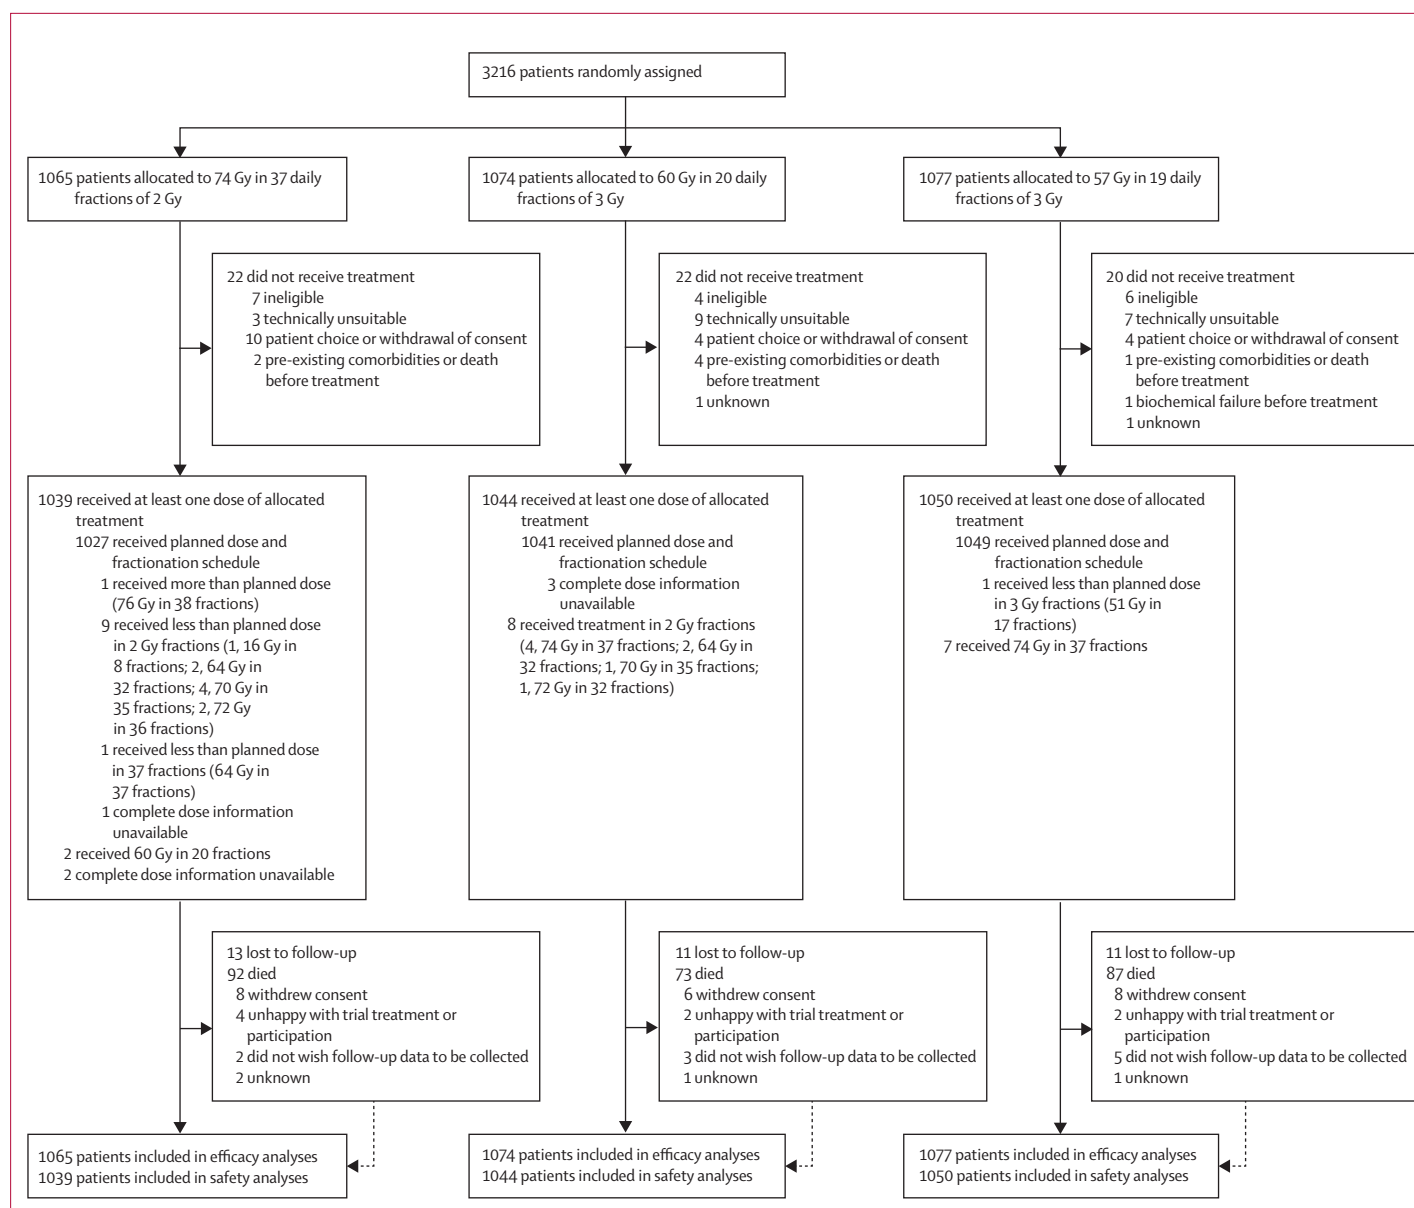 3216 patients randomly assigned
1065 patients allocated to 74 Gy in 37 daily
fractions of 2 Gy
1074 patients allocated to 60 Gy in 20 daily
fractions of 3 Gy
1077 patients allocated to 57 Gy in 19 daily
fractions of 3 Gy
22 did not receive treatment
7 ineligible
3 technically unsuitable
10 patient choice or withdrawal of consent
2 pre-existing comorbidities or death
before treatment
22 did not receive treatment
4 ineligible
9 technically unsuitable
4 patient choice or withdrawal of consent
4 pre-existing comorbidities or death
before treatment
1 unknown
20 did not receive treatment
6 ineligible
7 technically unsuitable
4 patient choice or withdrawal of consent
1 pre-existing comorbidities or death
before treatment
1 biochemical failure before treatment
1 unknown
1039 received at least one dose of allocated
treatment
1027 received planned dose and
fractionation schedule
1 received more than planned dose
(76 Gy in 38 fractions)
9 received less than planned dose
in 2 Gy fractions (1, 16 Gy in
8 fractions; 2, 64 Gy in
32 fractions; 4, 70 Gy in
35 fractions; 2, 72 Gy
in 36 fractions)
1 received less than planned dose
in 37 fractions (64 Gy in
37 fractions)
1 complete dose information
unavailable
2 received 60 Gy in 20 fractions
2 complete dose information unavailable
1044 received at least one dose of allocated
treatment
1041 received planned dose and
fractionation schedule
3 complete dose information
unavailable
8 received treatment in 2 Gy fractions
(4, 74 Gy in 37 fractions; 2, 64 Gy in
32 fractions; 1, 70 Gy in 35 fractions;
1, 72 Gy in 32 fractions)
1050 received at least one dose of allocated
treatment
1049 received planned dose and
fractionation schedule
1 received less than planned dose
in 3 Gy fractions (51 Gy in
17 fractions)
7 received 74 Gy in 37 fractions
13 lost to follow-up
92 died
8 withdrew consent
4 unhappy with trial treatment or
participation
2 did not wish follow-up data to be collected
2 unknown
11 lost to follow-up
73 died
6 withdrew consent
2 unhappy with trial treatment or
participation
3 did not wish follow-up data to be collected
1 unknown
11 lost to follow-up
87 died
8 withdrew consent
2 unhappy with trial treatment or
participation
5 did not wish follow-up data to be collected
1 unknown
1065 patients included in efficacy analyses
1039 patients included in safety analyses
1074 patients included in efficacy analyses
1044 patients included in safety analyses
1077 patients included in efficacy analyses
1050 patients included in safety analyses